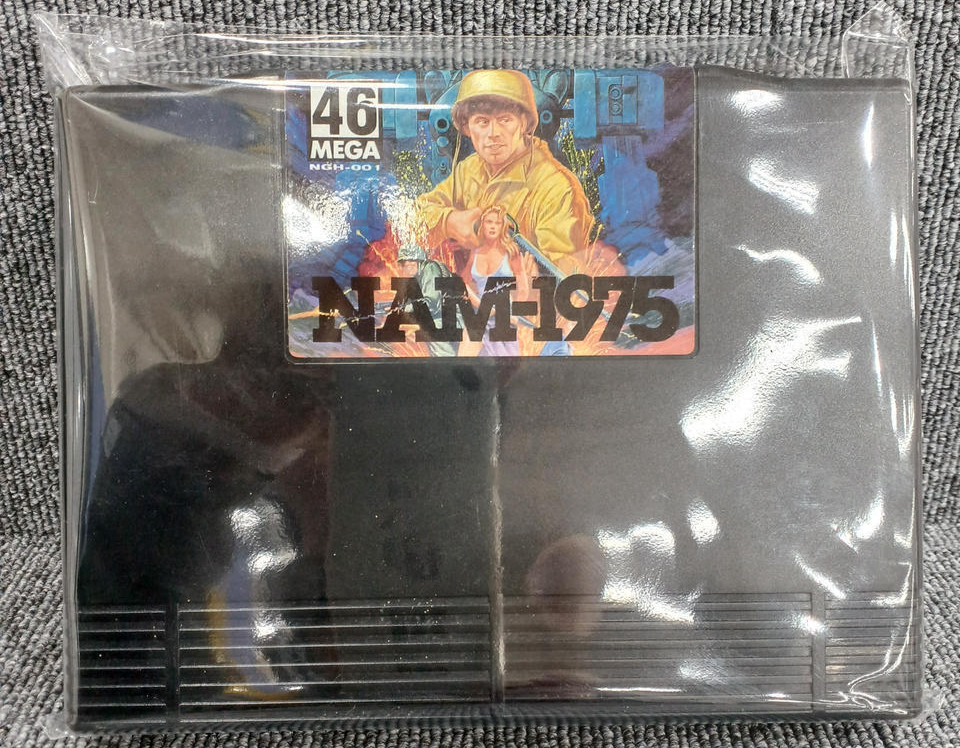 46
MEGA
NGH-001
NAM-1975